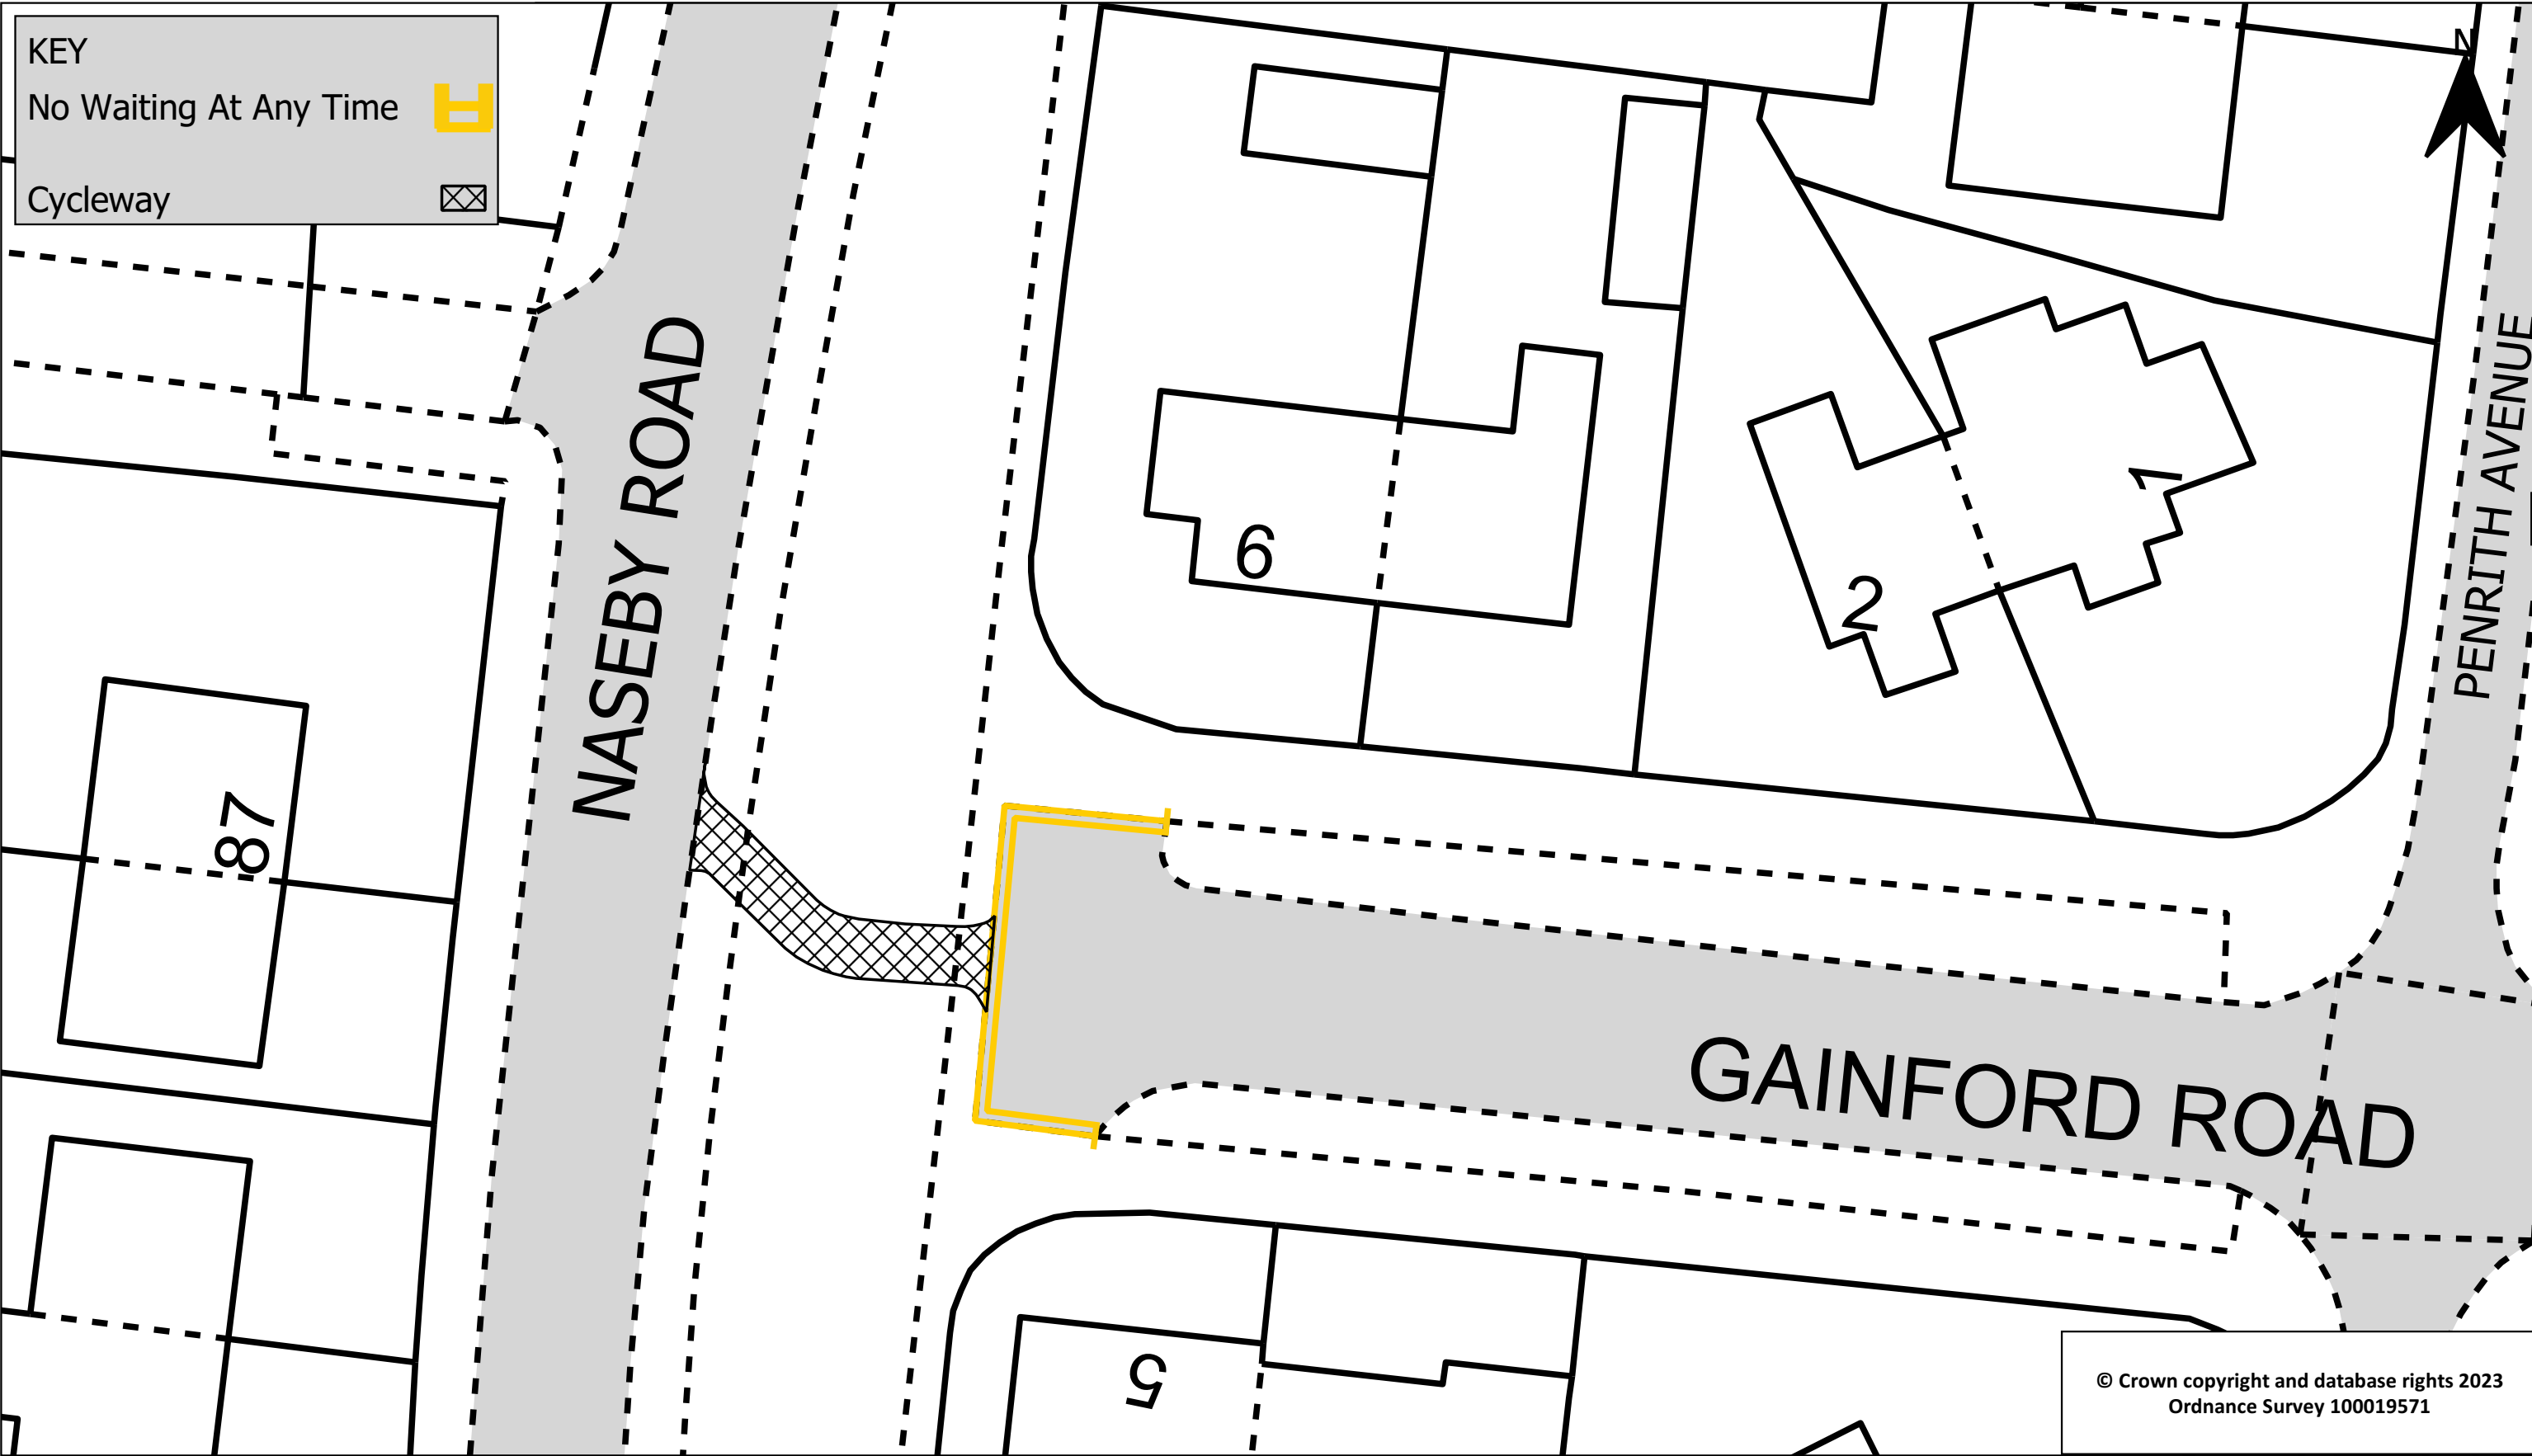 KEY
No Waiting At Any Time
Cycleway
N
NASEBY ROAD
PENRITH AVENUE
6
1
2
87
GAINFORD ROAD
5
© Crown copyright and database rights 2023
Ordnance Survey 100019571